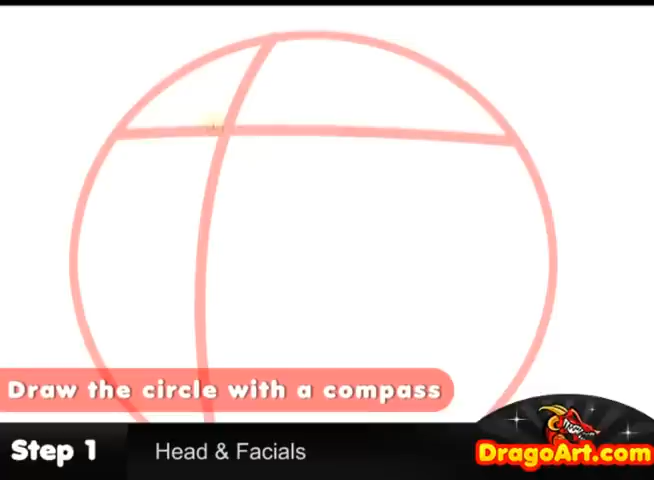 Draw the circle with a compass
Step 1
Head & Facials
DragoArt.com